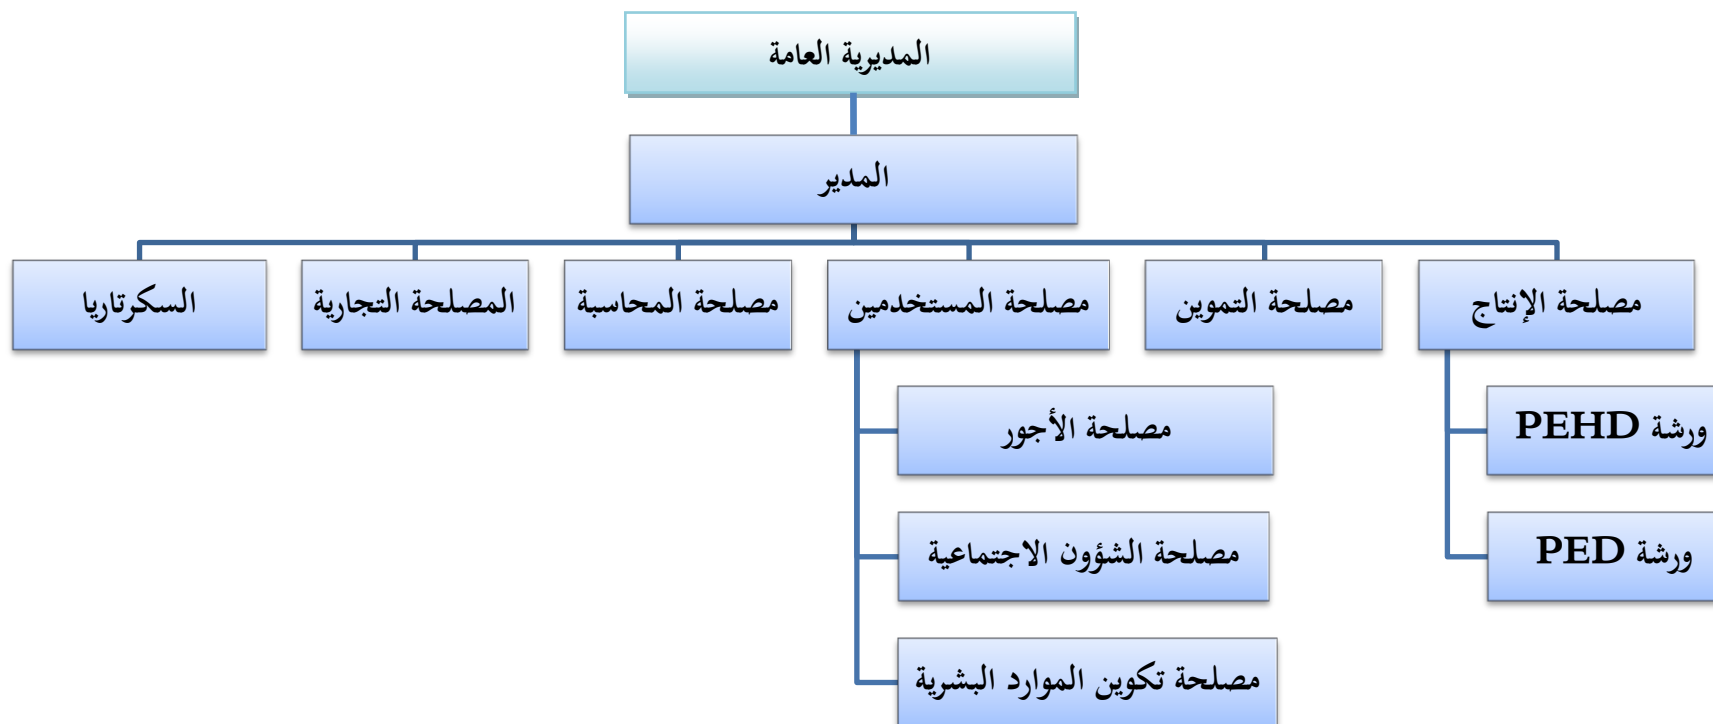 المديرية العامة
المدير
مصلحة الإنتاج
مصلحة التموين
مصلحة المستخدمين
مصلحة المحاسبة
المصلحة التجارية
السكرتاريا
ورشة PEHD
ورشة PED
مصلحة الأجور
مصلحة الشؤون الاجتماعية
مصلحة تكوين الموارد البشرية